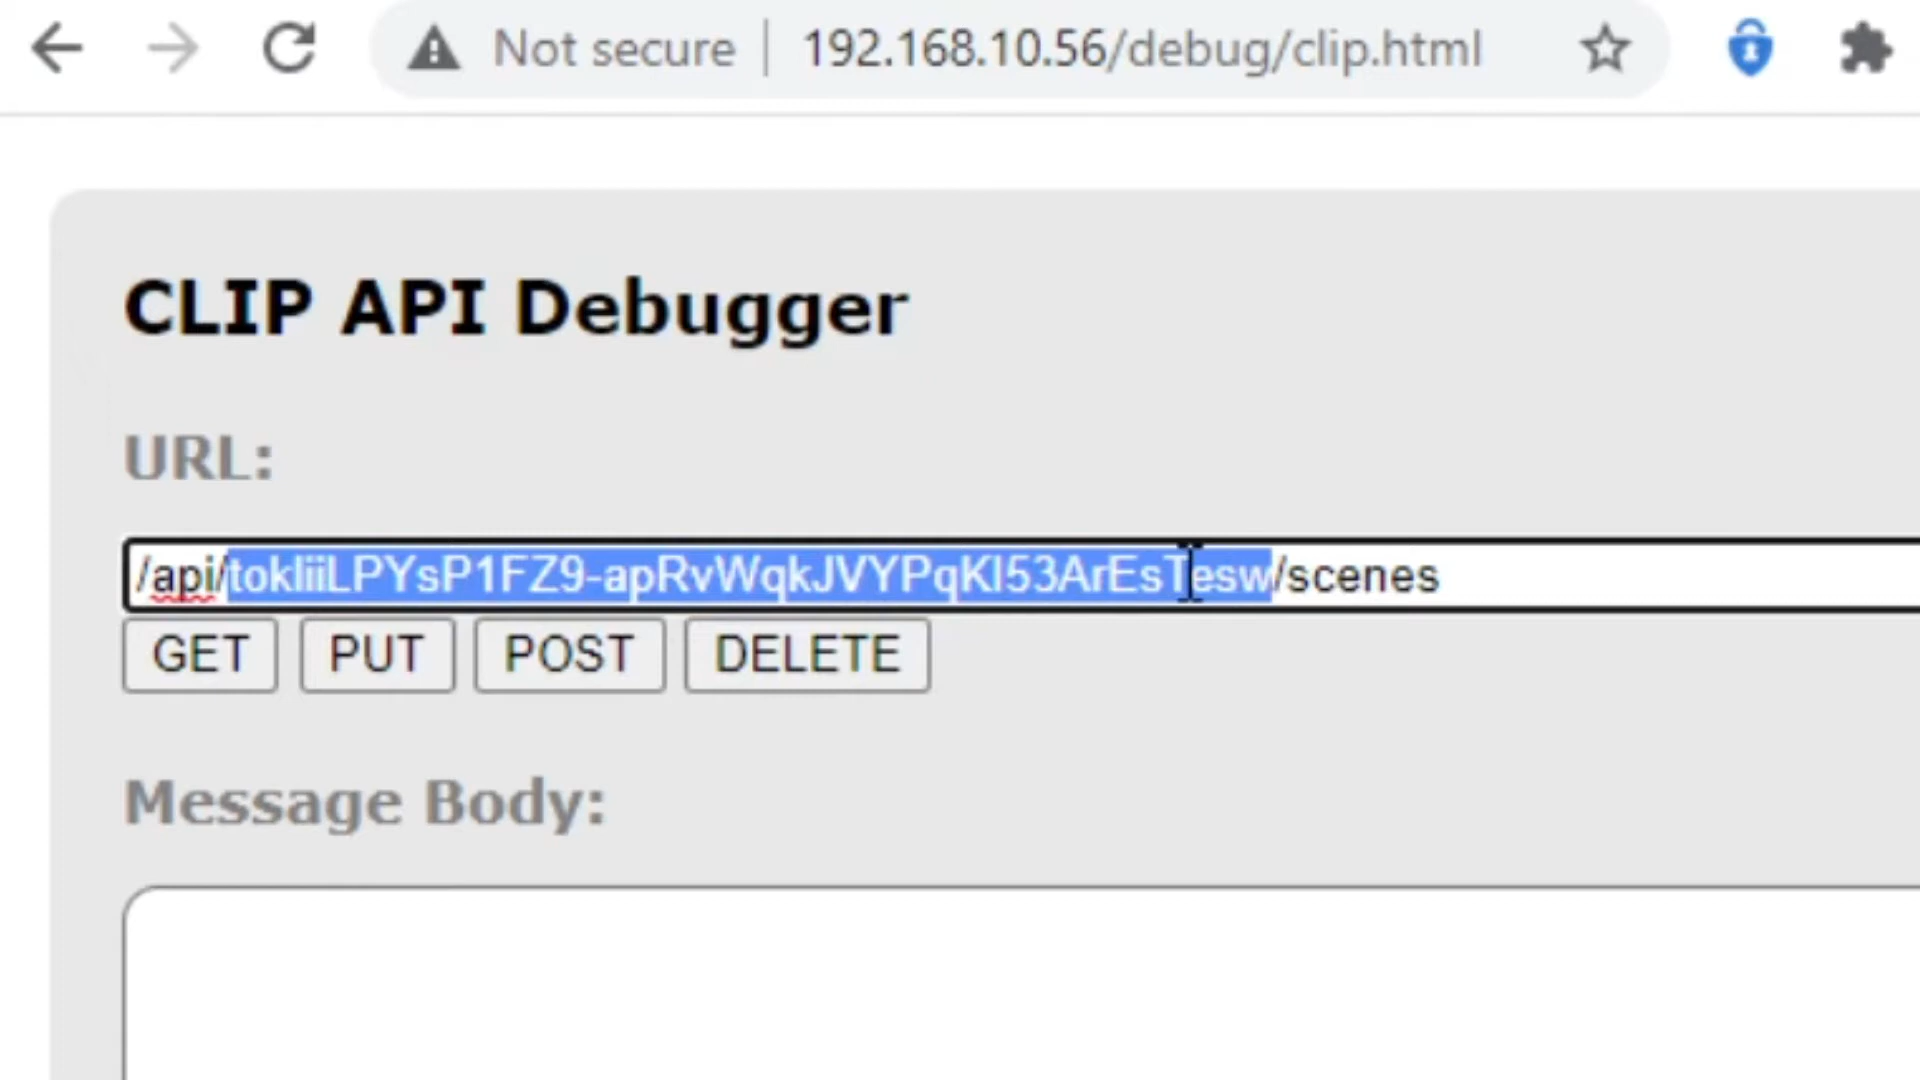 Not secure | 192.168.10.56/debug/clip.html
CLIP API Debugger
URL:
/api/tokIiiLPYsP1FZ9-apRvWqkJVYPqKI53ArEsTesw/scenes
GET PUT POST DELETE
Message Body: